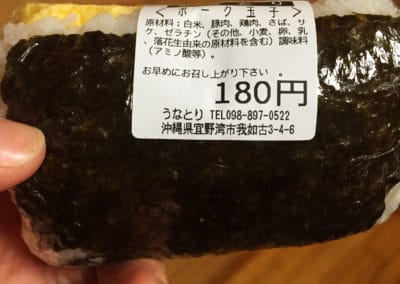 <ポーク玉子>
原材料：白米、豚肉、鶏肉、さば、サ
ケ、ゼラチン（その他、小麦、卵、乳
、落花生由来の原材料を含む）調味料
（アミノ酸等）。
お早めにお召し上がり下さい 。
180円
うなとり TEL098-897-0522
沖縄県宜野湾市我如古3-4-6